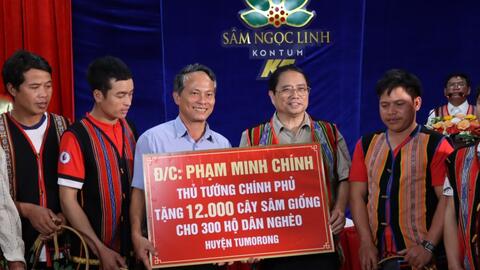 SÂM NGỌC LINH
KONTUM
Đ/C: PHẠM MINH CHÍNH
THỦ TƯỚNG CHÍNH PHỦ
TẶNG 12.000 CÂY SÂM GIỐNG
CHO 300 HỘ DÂN NGHÈO
HUYỆN TUMORONG